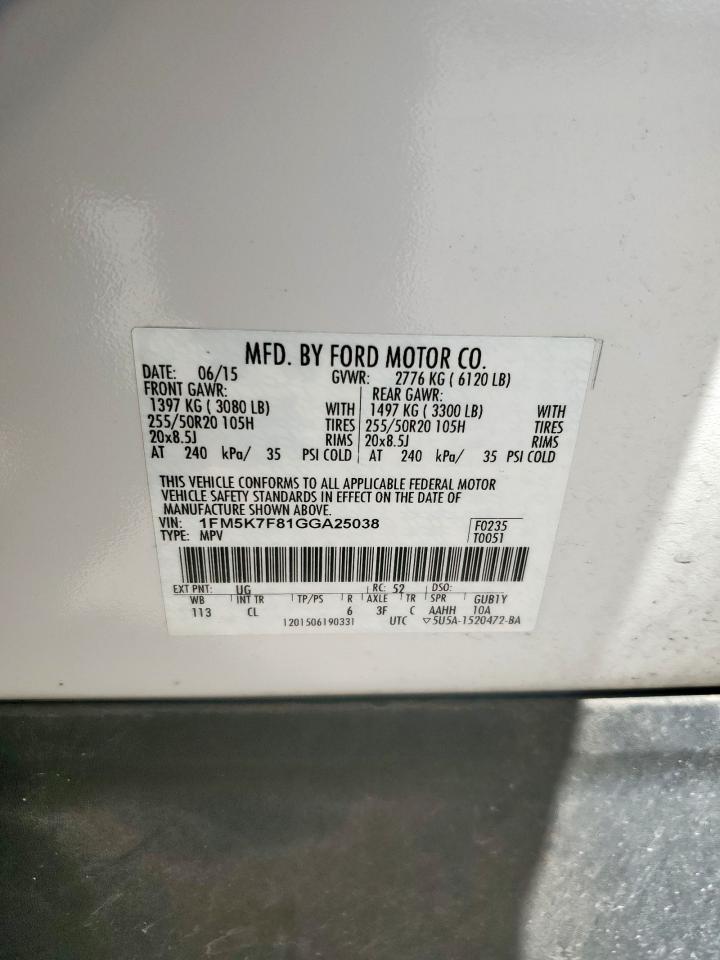 MFD. BY FORD MOTOR CO.
DATE: 06/15 GVWR: 2776 KG ( 6120 LB)
FRONT GAWR: REAR GAWR:
1397 KG ( 3080 LB) WITH 1497 KG ( 3300 LB) WITH
255/50R20 105H TIRES 255/50R20 105H TIRES
20x8.5J RIMS 20x8.5J RIMS
AT 240 kPa/ 35 PSI COLD AT 240 kPa/ 35 PSI COLD
THIS VEHICLE CONFORMS TO ALL APPLICABLE FEDERAL MOTOR
VEHICLE SAFETY STANDARDS IN EFFECT ON THE DATE OF
MANUFACTURE SHOWN ABOVE.
VIN: 1FM5K7F81GGA25038 F0235
TYPE: MPV T0051
EXT PNT: UG RC: 52 DSO:
WB INT TR TP/PS R AXLE TR SPR GUB1Y
113 CL 6 3F C AAHH 10A
1201506190331 UTC ▽5U5A-1520472-BA